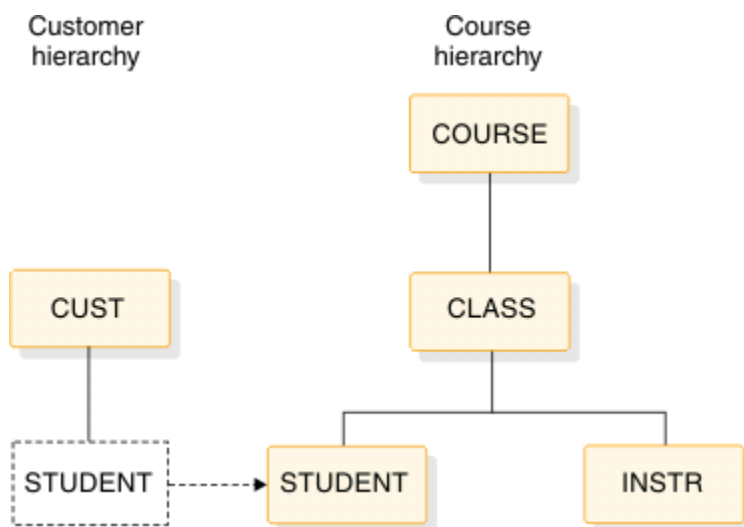 Customer
hierarchy
Course
hierarchy
COURSE
CUST
CLASS
STUDENT
STUDENT
INSTR